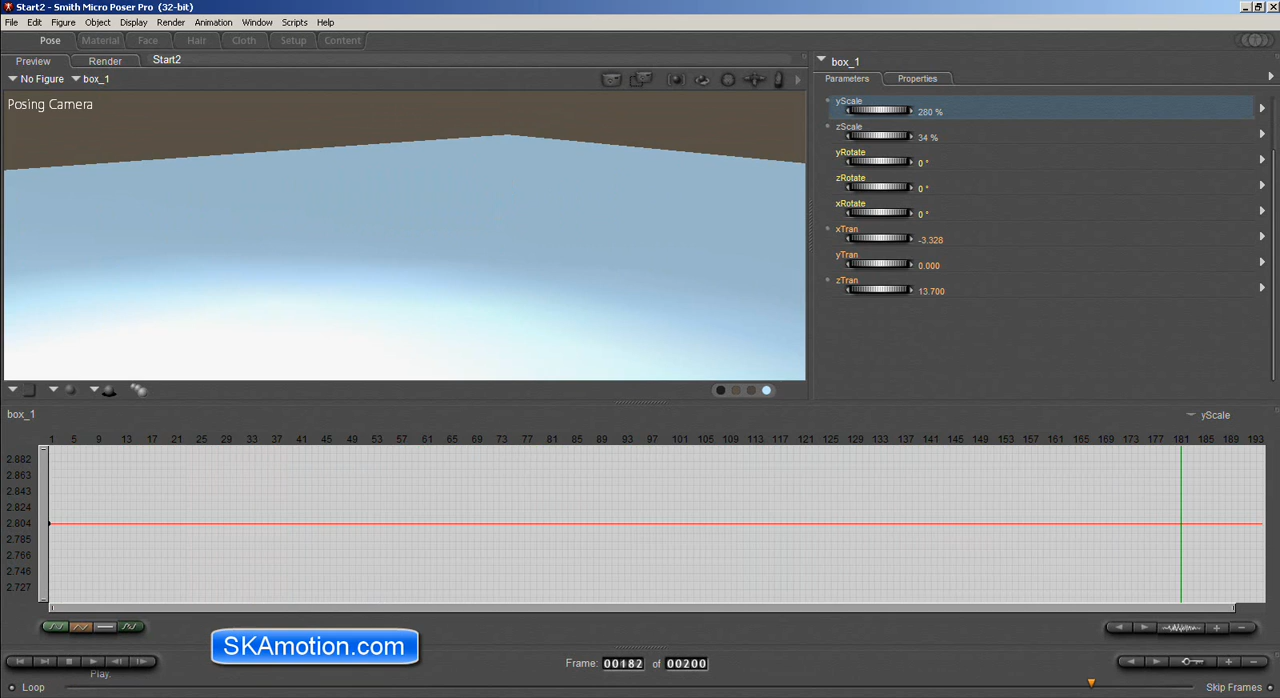 Start2 - Smith Micro Poser Pro (32-bit)
File Edit Figure Object Display Render Animation Window Scripts Help
Pose Material Face Hair Cloth Setup Content
Preview Render Start2
No Figure box_1
Posing Camera
box_1
Parameters Properties
yScale
280 %
zScale
34 %
yRotate
0 °
zRotate
0 °
xRotate
0 °
xTran
-3.328
yTran
0.000
zTran
13.700
box_1 yScale
1 5 9 13 17 21 25 29 33 37 41 45 49 53 57 61 65 69 73 77 81 85 89 93 97 101 105 109 113 117 121 125 129 133 137 141 145 149 153 157 161 165 169 173 177 181 185 189 193
2.882
2.863
2.843
2.824
2.804
2.785
2.766
2.746
2.727
SKAmotion.com
Frame: 00182 of 00200
Play.
Loop Skip Frames